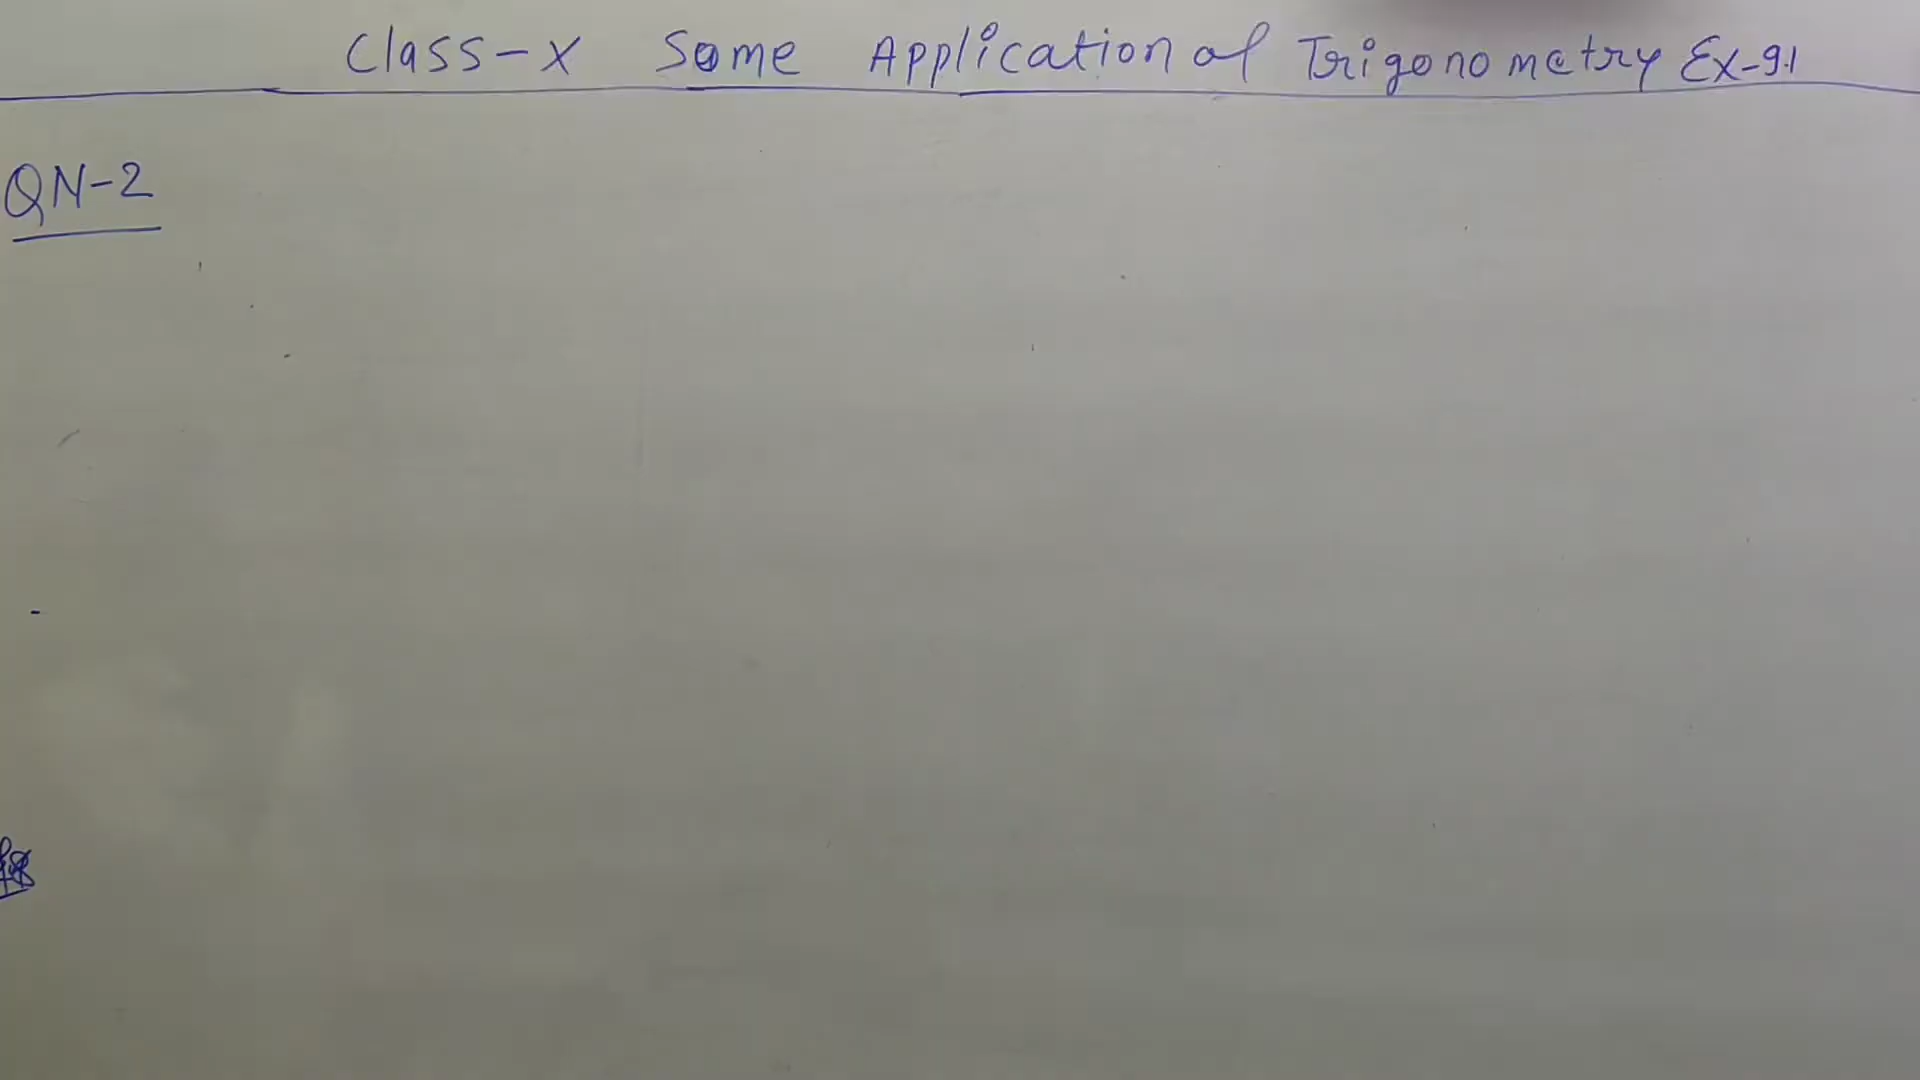 Class-X Some Application of Trigonometry Ex-9.1
QN-2